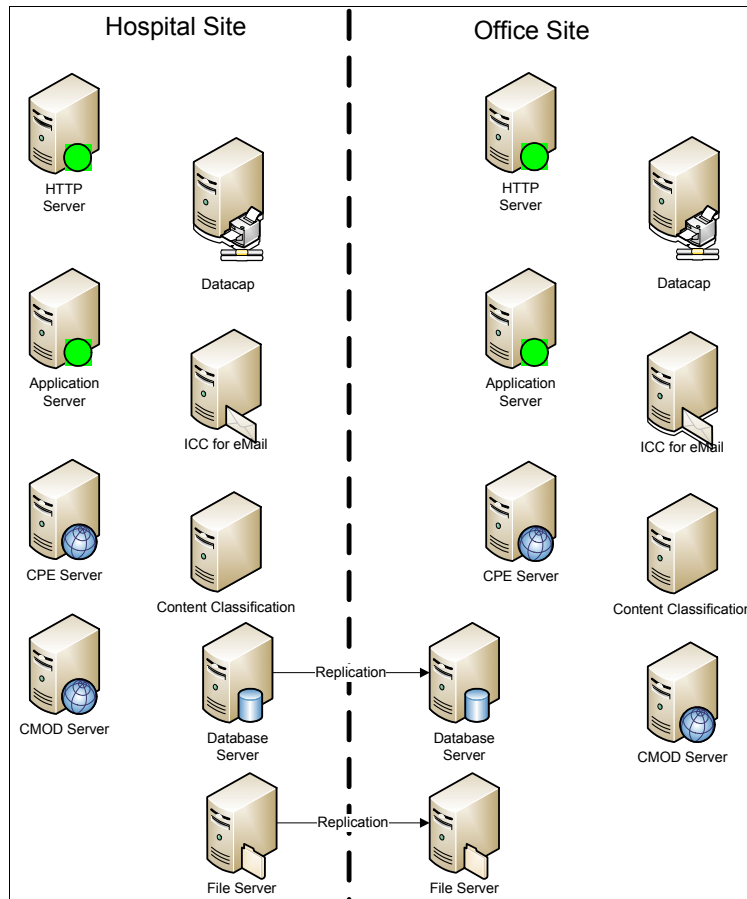 Hospital Site
Office Site
HTTP
Server
HTTP
Server
Datacap
Datacap
Application
Server
Application
Server
ICC for eMail
ICC for eMail
CPE Server
CPE Server
Content Classification
Content Classification
CMOD Server
Database
Server
Replication
Database
Server
CMOD Server
File Server
Replication
File Server